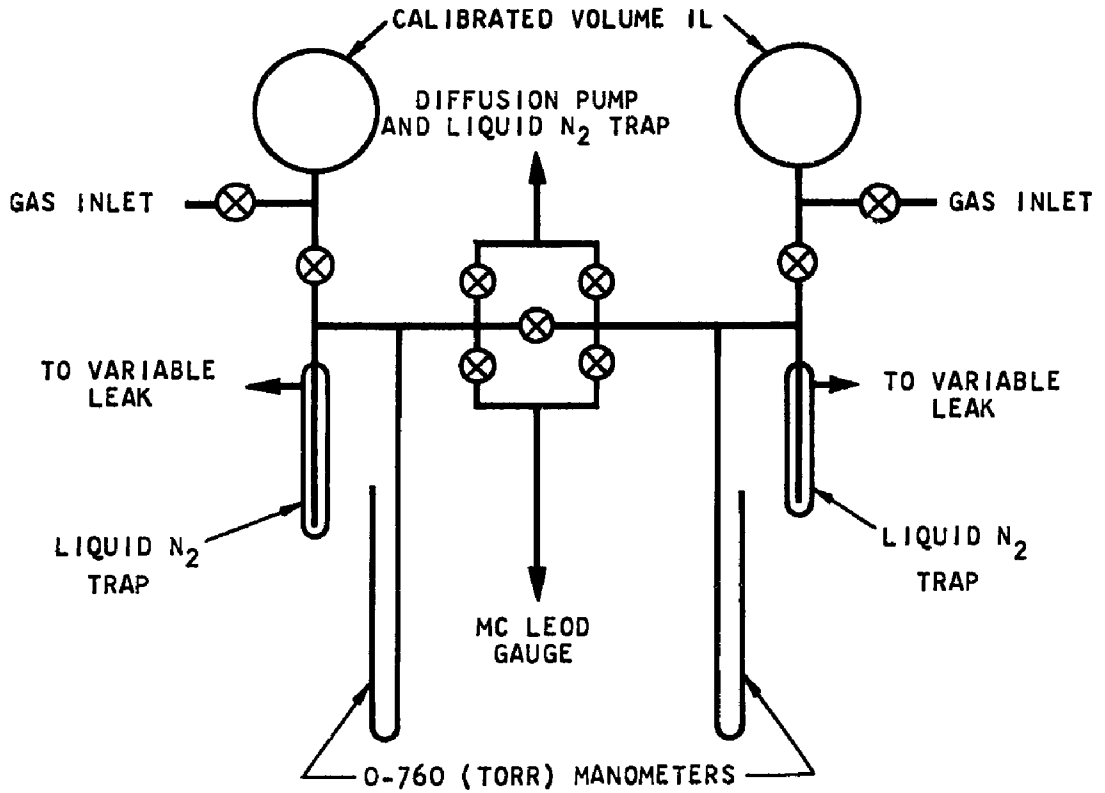 CALIBRATED VOLUME 1L
DIFFUSION PUMP
AND LIQUID N2 TRAP
GAS INLET
GAS INLET
TO VARIABLE
LEAK
TO VARIABLE
LEAK
LIQUID N2
TRAP
LIQUID N2
TRAP
MC LEOD
GAUGE
0-760 (TORR) MANOMETERS